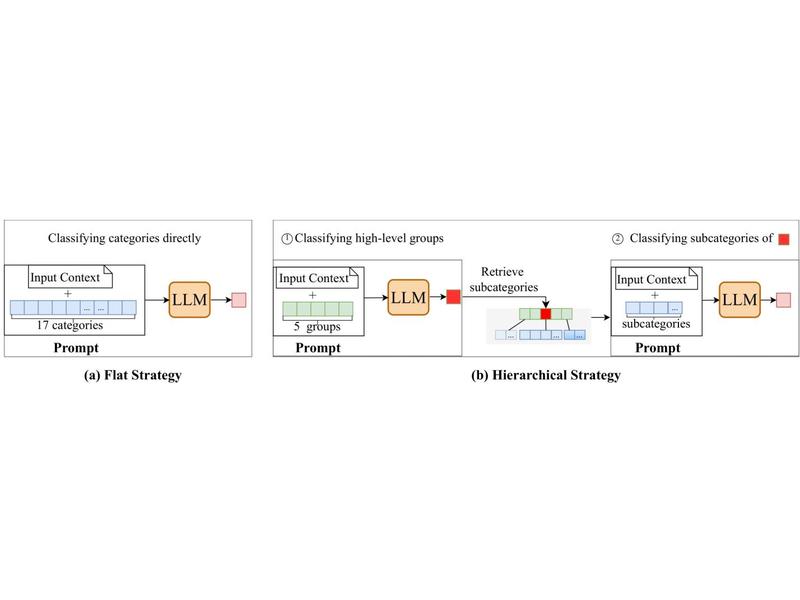 Classifying categories directly
Input Context
+
... ...
17 categories
Prompt
LLM
(a) Flat Strategy
① Classifying high-level groups
Input Context
+
5 groups
Prompt
LLM
Retrieve
subcategories
... ... ...
② Classifying subcategories of
Input Context
+
...
subcategories
Prompt
LLM
(b) Hierarchical Strategy